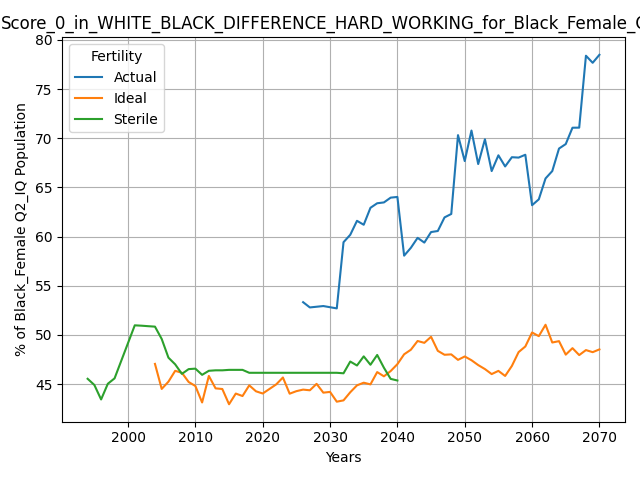 Score_0_in_WHITE_BLACK_DIFFERENCE_HARD_WORKING_for_Black_Female_
Fertility
Actual
Ideal
Sterile
80
75
70
65
60
55
50
45
% of Black_Female Q2_IQ Population
2000
2010
2020
2030
2040
2050
2060
2070
Years